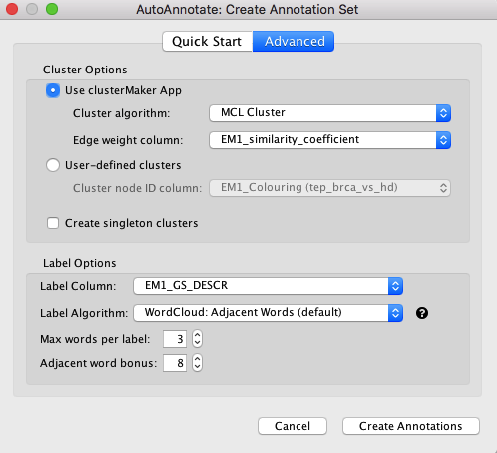 AutoAnnotate: Create Annotation Set
Quick Start Advanced
Cluster Options
Use clusterMaker App
Cluster algorithm: MCL Cluster
Edge weight column: EM1_similarity_coefficient
User-defined clusters
Cluster node ID column: EM1_Colouring (tep_brca_vs_hd)
Create singleton clusters
Label Options
Label Column: EM1_GS_DESCR
Label Algorithm: WordCloud: Adjacent Words (default) ?
Max words per label: 3
Adjacent word bonus: 8
Cancel Create Annotations